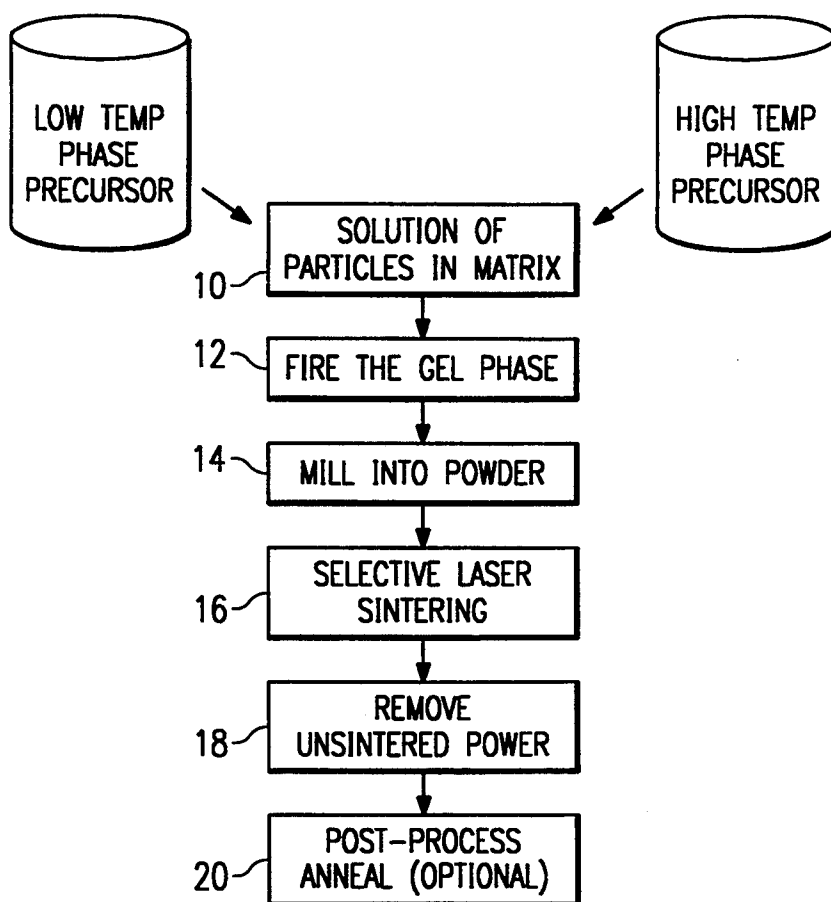 LOW TEMP
PHASE
PRECURSOR
HIGH TEMP
PHASE
PRECURSOR
SOLUTION OF
PARTICLES IN MATRIX
10
12
FIRE THE GEL PHASE
14
MILL INTO POWDER
SELECTIVE LASER
SINTERING
16
REMOVE
UNSINTERED POWER
18
POST-PROCESS
ANNEAL (OPTIONAL)
20